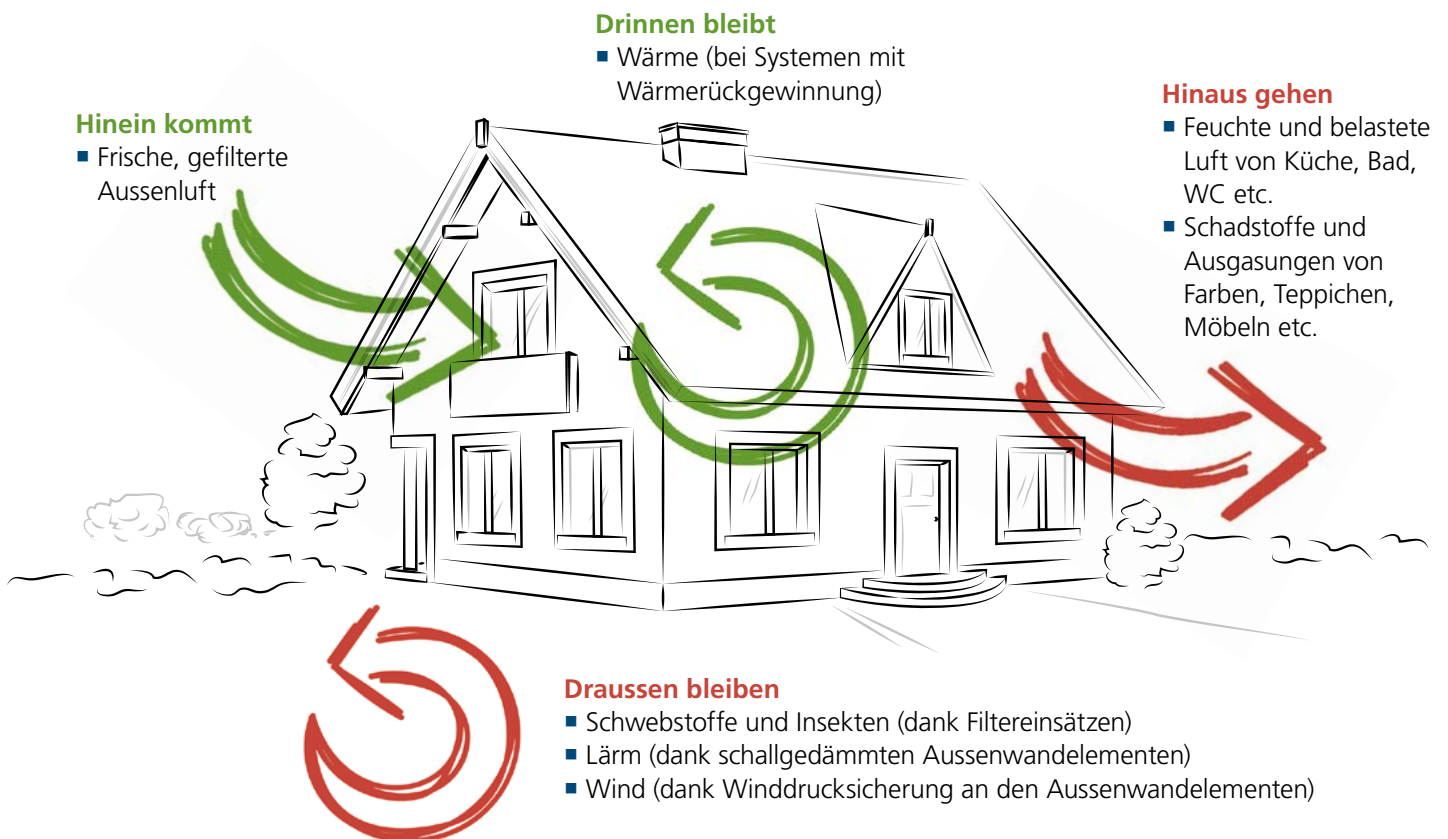 Drinnen bleibt
▪ Wärme (bei Systemen mit
Wärmerückgewinnung)
Hinein kommt
▪ Frische, gefilterte
Aussenluft
Hinaus gehen
▪ Feuchte und belastete
Luft von Küche, Bad,
WC etc.
▪ Schadstoffe und
Ausgasungen von
Farben, Teppichen,
Möbeln etc.
Draussen bleiben
▪ Schwebstoffe und Insekten (dank Filtereinsätzen)
▪ Lärm (dank schallgedämmten Aussenwandelementen)
▪ Wind (dank Winddrucksicherung an den Aussenwandelementen)